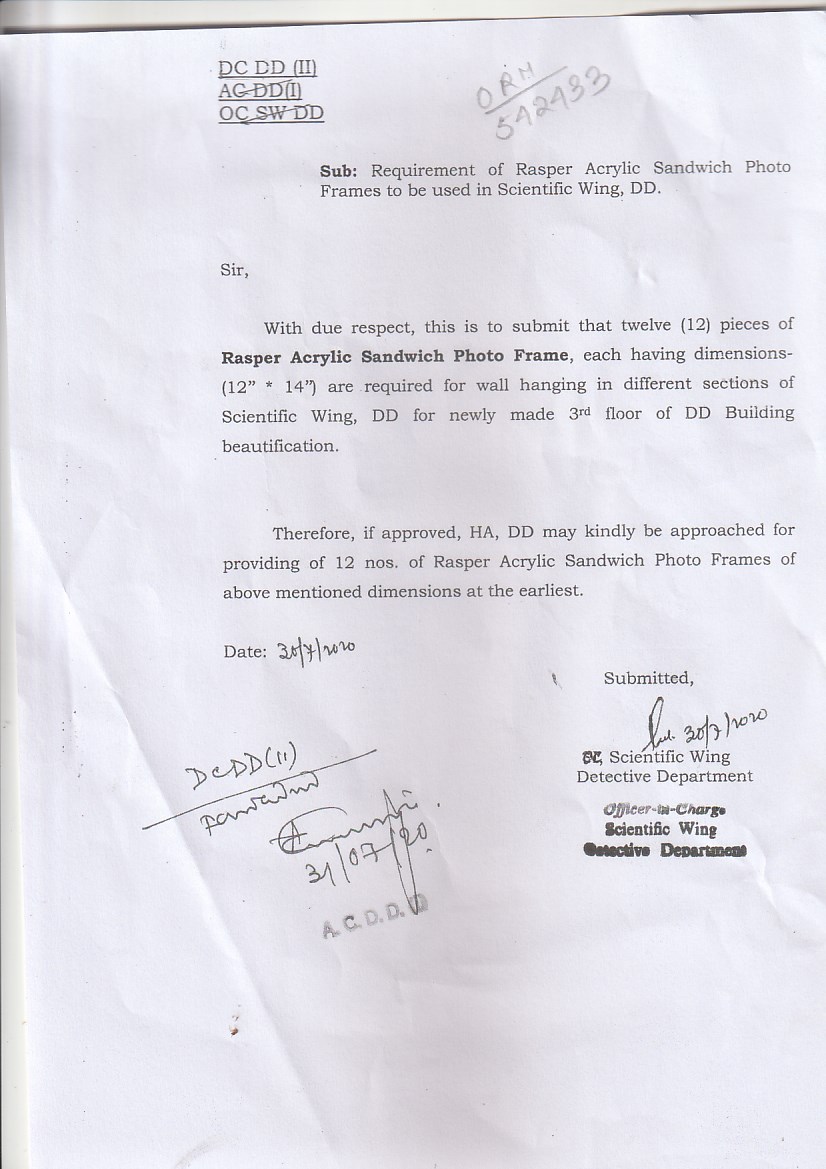 DC DD (II)
AC DD(I)
OC SW DD
ORM
542433
Sub: Requirement of Rasper Acrylic Sandwich Photo
Frames to be used in Scientific Wing, DD.
Sir,
With due respect, this is to submit that twelve (12) pieces of
Rasper Acrylic Sandwich Photo Frame, each having dimensions-
(12” * 14”) are required for wall hanging in different sections of
Scientific Wing, DD for newly made 3rd floor of DD Building
beautification.
Therefore, if approved, HA, DD may kindly be approached for
providing of 12 nos. of Rasper Acrylic Sandwich Photo Frames of
above mentioned dimensions at the earliest.
Date: 30/7/2020
Submitted,
30/7/2020
OC, Scientific Wing
Detective Department
Officer-in-Charge
Scientific Wing
Detective Department
DCDD(II)
Forwarded
31/07/20
A.C.D.D.